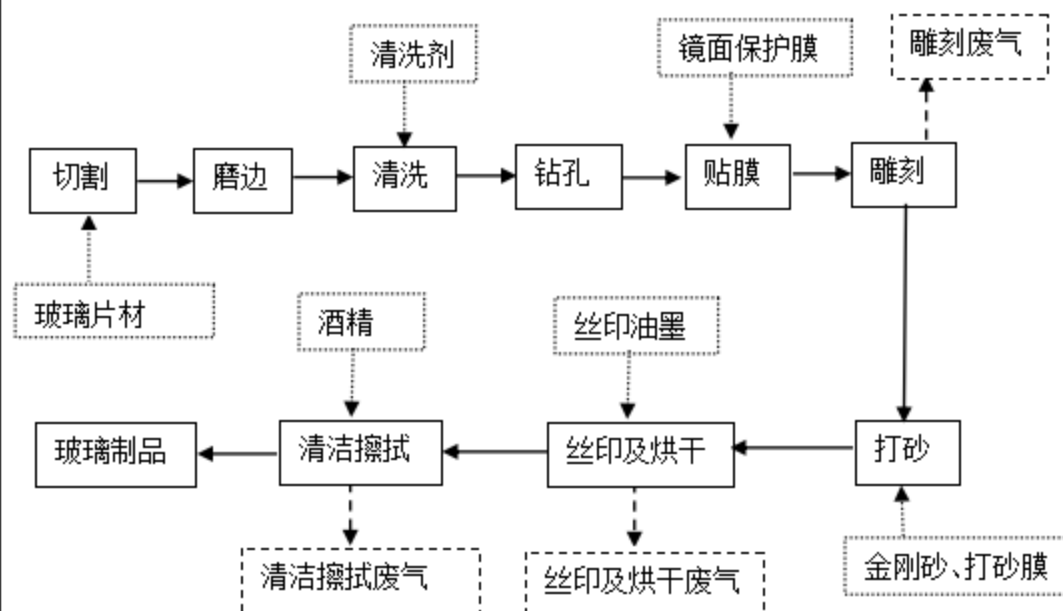 清洗剂
镜面保护膜
雕刻废气
切割
磨边
清洗
钻孔
贴膜
雕刻
玻璃片材
酒精
丝印油墨
玻璃制品
清洁擦拭
丝印及烘干
打砂
清洁擦拭废气
丝印及烘干废气
金刚砂、打砂膜